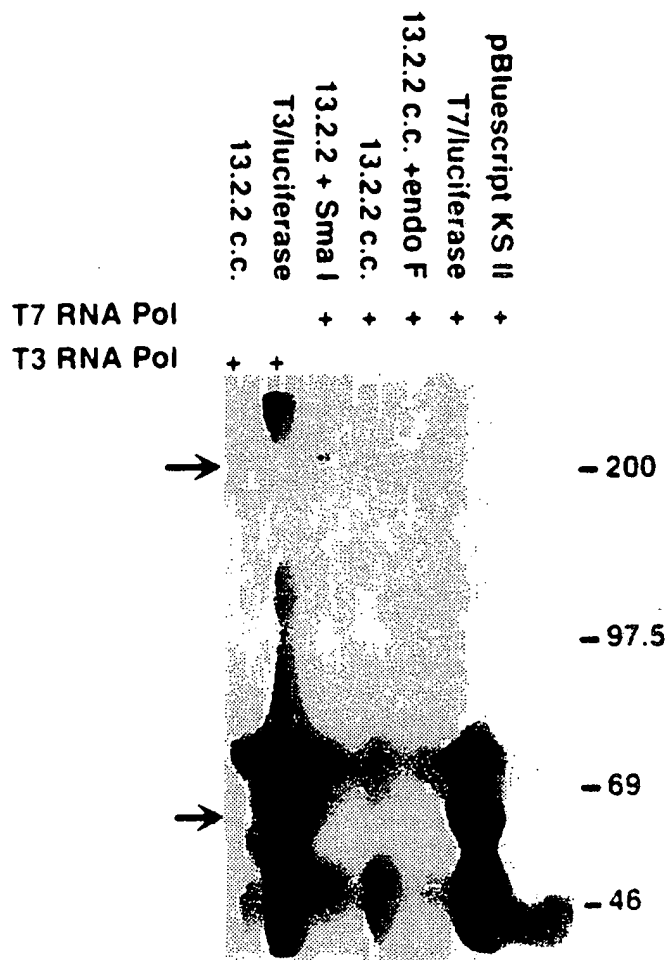 13.2.2 c.c.
T3/luciferase
13.2.2 + Sma I
13.2.2 c.c.
13.2.2 c.c. +endo F
T7/luciferase
pBluescript KS II
T7 RNA Pol + + + + +
T3 RNA Pol + +
– 200
– 97.5
– 69
– 46